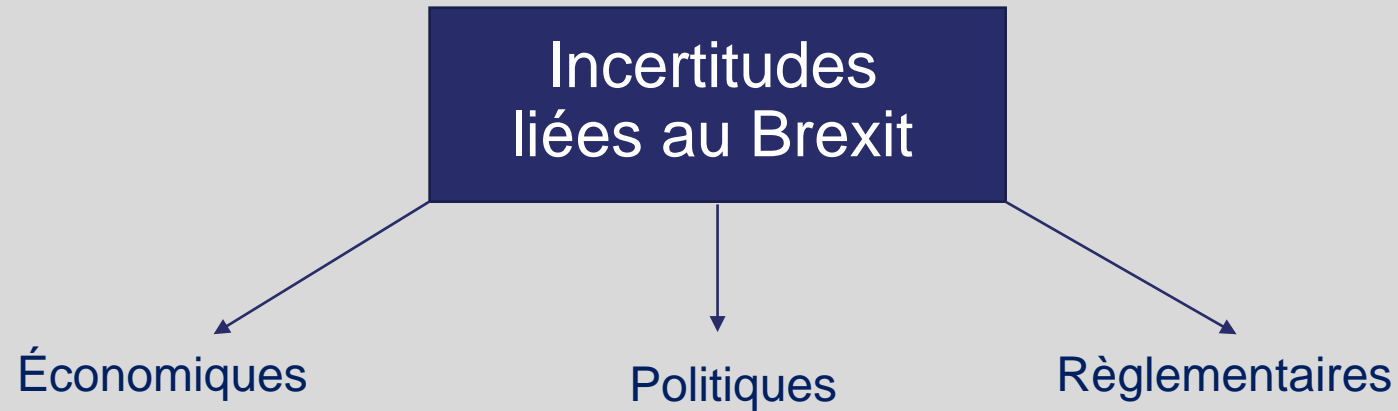 Incertitudes
liées au Brexit
Économiques
Politiques
Règlementaires